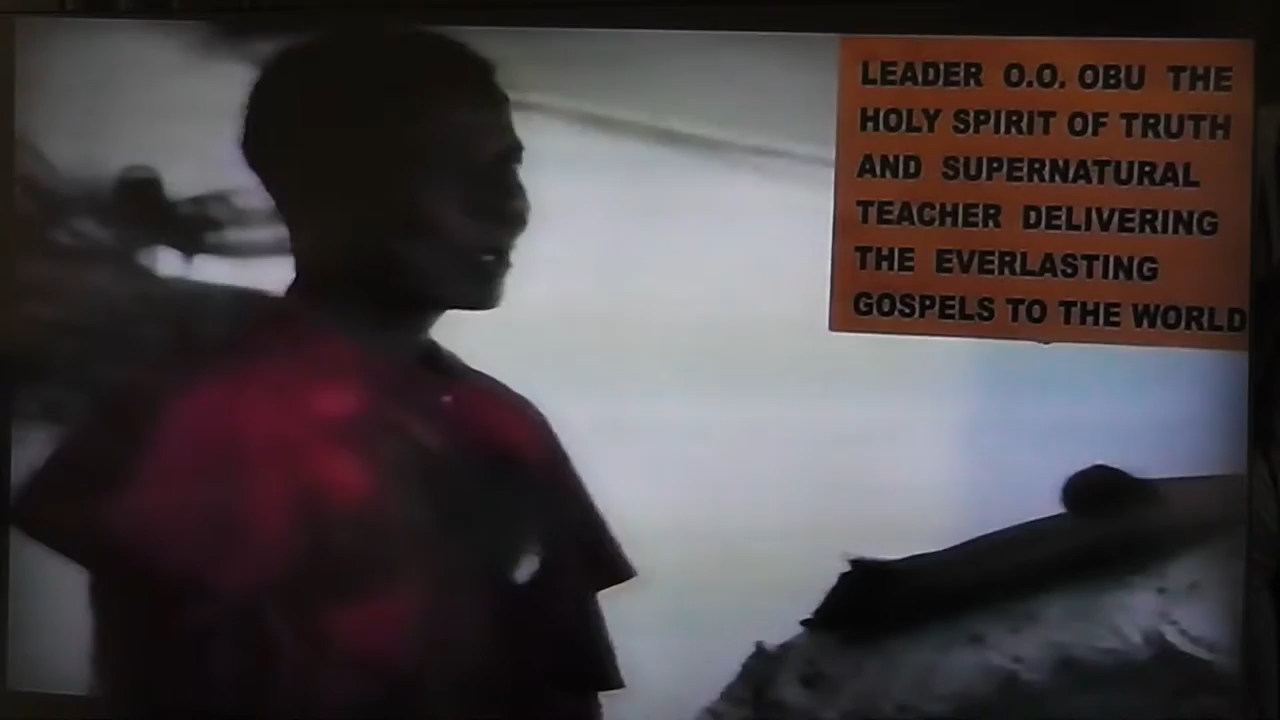 LEADER O.O. OBU THE
HOLY SPIRIT OF TRUTH
AND SUPERNATURAL
TEACHER DELIVERING
THE EVERLASTING
GOSPELS TO THE WORLD